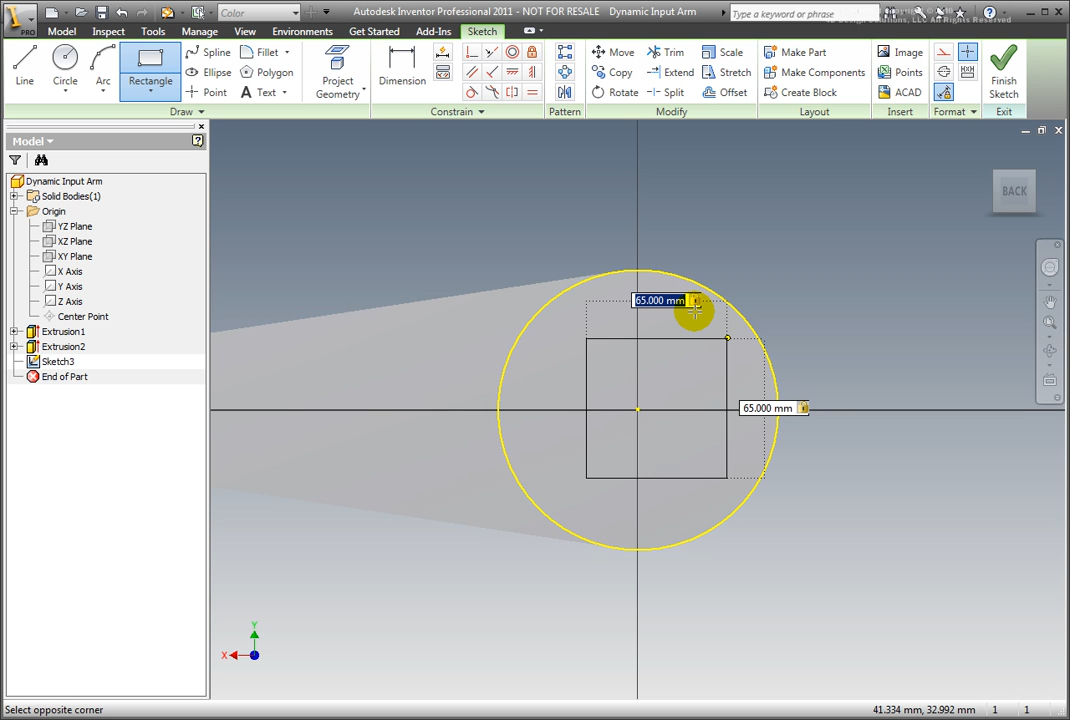 Color
Autodesk Inventor Professional 2011 - NOT FOR RESALE Dynamic Input Arm
Type a keyword or phrase
PRO
Model Inspect Tools Manage View Environments Get Started Add-Ins Sketch
Line Circle Arc Rectangle
Spline Fillet
Ellipse Polygon
Point Text
Project
Geometry
Dimension
Move Trim Scale
Copy Extend Stretch
Rotate Split Offset
Make Part
Make Components
Create Block
Image
Points
ACAD
Finish
Sketch
Draw Constrain Pattern Modify Layout Insert Format Exit
Model
Dynamic Input Arm
Solid Bodies(1)
Origin
YZ Plane
XZ Plane
XY Plane
X Axis
Y Axis
Z Axis
Center Point
Extrusion1
Extrusion2
Sketch3
End of Part
BACK
65.000 mm
65.000 mm
Y
X
Select opposite corner
41.334 mm, 32.992 mm 1 1